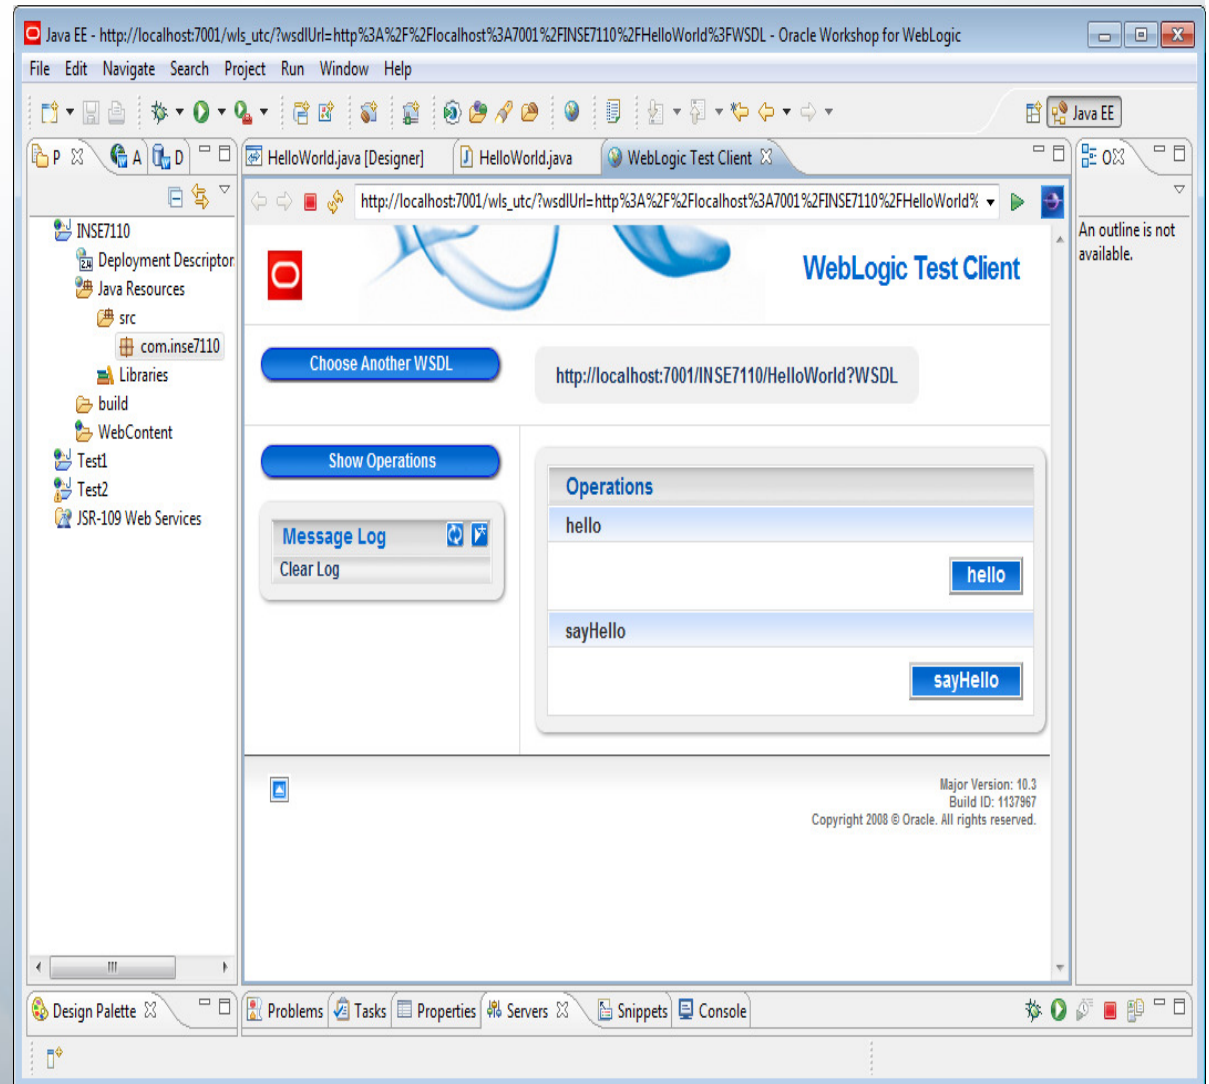 Java EE - http://localhost:7001/wls_utc/?wsdlUrl=http%3A%2F%2Flocalhost%3A7001%2FINSE7110%2FHelloWorld%3FWSDL - Oracle Workshop for WebLogic
File Edit Navigate Search Project Run Window Help
Java EE
P A D
HelloWorld.java [Designer] HelloWorld.java WebLogic Test Client
O
http://localhost:7001/wls_utc/?wsdlUrl=http%3A%2F%2Flocalhost%3A7001%2FINSE7110%2FHelloWorld%
INSE7110
Deployment Descriptor
Java Resources
src
com.inse7110
Libraries
build
WebContent
Test1
Test2
JSR-109 Web Services
WebLogic Test Client
Choose Another WSDL
http://localhost:7001/INSE7110/HelloWorld?WSDL
Show Operations
Message Log
Clear Log
Operations
hello
hello
sayHello
sayHello
Major Version: 10.3
Build ID: 1137967
Copyright 2008 © Oracle. All rights reserved.
An outline is not
available.
Design Palette
Problems Tasks Properties Servers Snippets Console